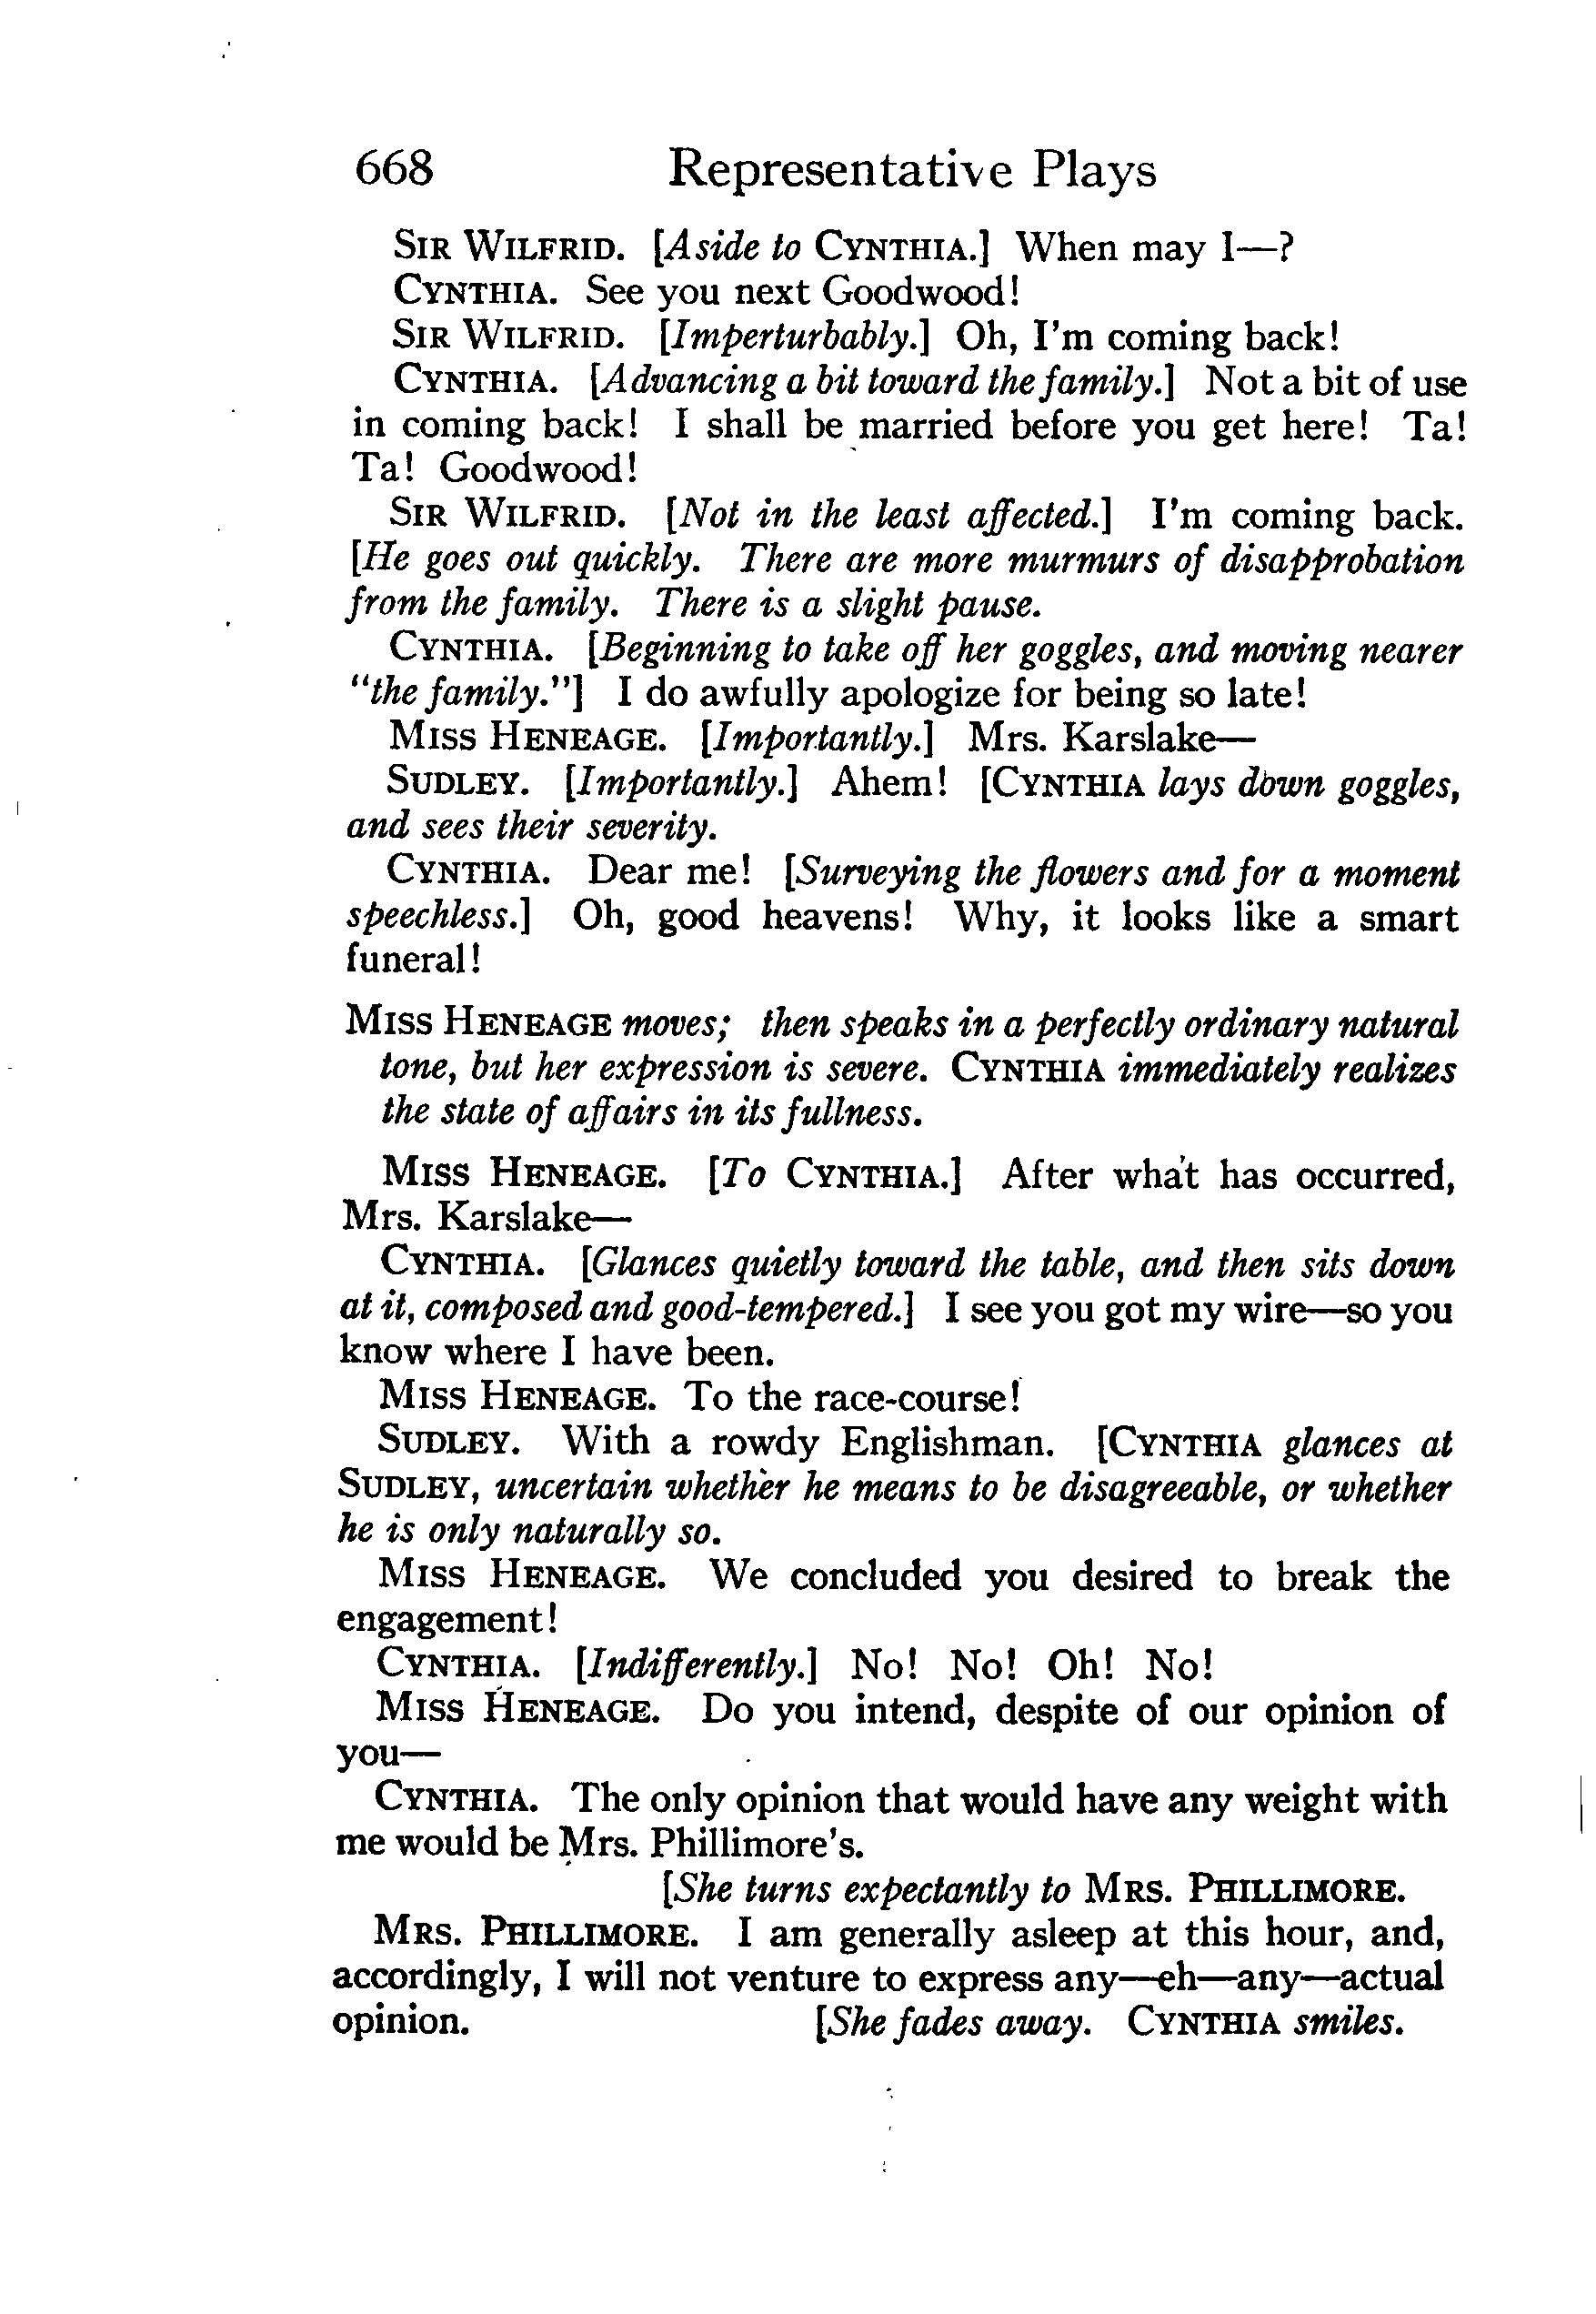 668 Representative Plays
SIR WILFRID. [Aside to CYNTHIA.] When may I—?
CYNTHIA. See you next Goodwood!
SIR WILFRID. [Imperturbably.] Oh, I'm coming back!
CYNTHIA. [Advancing a bit toward the family.] Not a bit of use
in coming back! I shall be married before you get here! Ta!
Ta! Goodwood!
SIR WILFRID. [Not in the least affected.] I'm coming back.
[He goes out quickly. There are more murmurs of disapprobation
from the family. There is a slight pause.
CYNTHIA. [Beginning to take off her goggles, and moving nearer
"the family."] I do awfully apologize for being so late!
MISS HENEAGE. [Importantly.] Mrs. Karslake—
SUDLEY. [Importantly.] Ahem! [CYNTHIA lays down goggles,
and sees their severity.
CYNTHIA. Dear me! [Surveying the flowers and for a moment
speechless.] Oh, good heavens! Why, it looks like a smart
funeral!
MISS HENEAGE moves; then speaks in a perfectly ordinary natural
tone, but her expression is severe. CYNTHIA immediately realizes
the state of affairs in its fullness.
MISS HENEAGE. [To CYNTHIA.] After what has occurred,
Mrs. Karslake—
CYNTHIA. [Glances quietly toward the table, and then sits down
at it, composed and good-tempered.] I see you got my wire—so you
know where I have been.
MISS HENEAGE. To the race-course!
SUDLEY. With a rowdy Englishman. [CYNTHIA glances at
SUDLEY, uncertain whether he means to be disagreeable, or whether
he is only naturally so.
MISS HENEAGE. We concluded you desired to break the
engagement!
CYNTHIA. [Indifferently.] No! No! Oh! No!
MISS HENEAGE. Do you intend, despite of our opinion of
you—
CYNTHIA. The only opinion that would have any weight with
me would be Mrs. Phillimore's.
[She turns expectantly to MRS. PHILLIMORE.
MRS. PHILLIMORE. I am generally asleep at this hour, and,
accordingly, I will not venture to express any—eh—any—actual
opinion. [She fades away. CYNTHIA smiles.